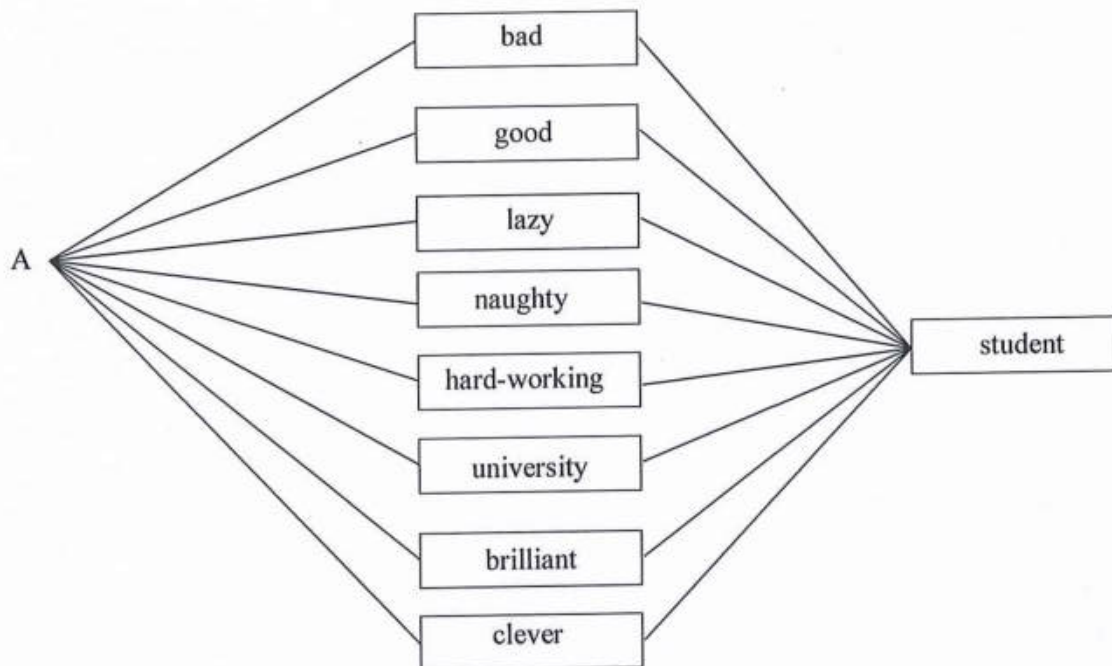 bad
good
lazy
A
naughty
student
hard-working
university
brilliant
clever